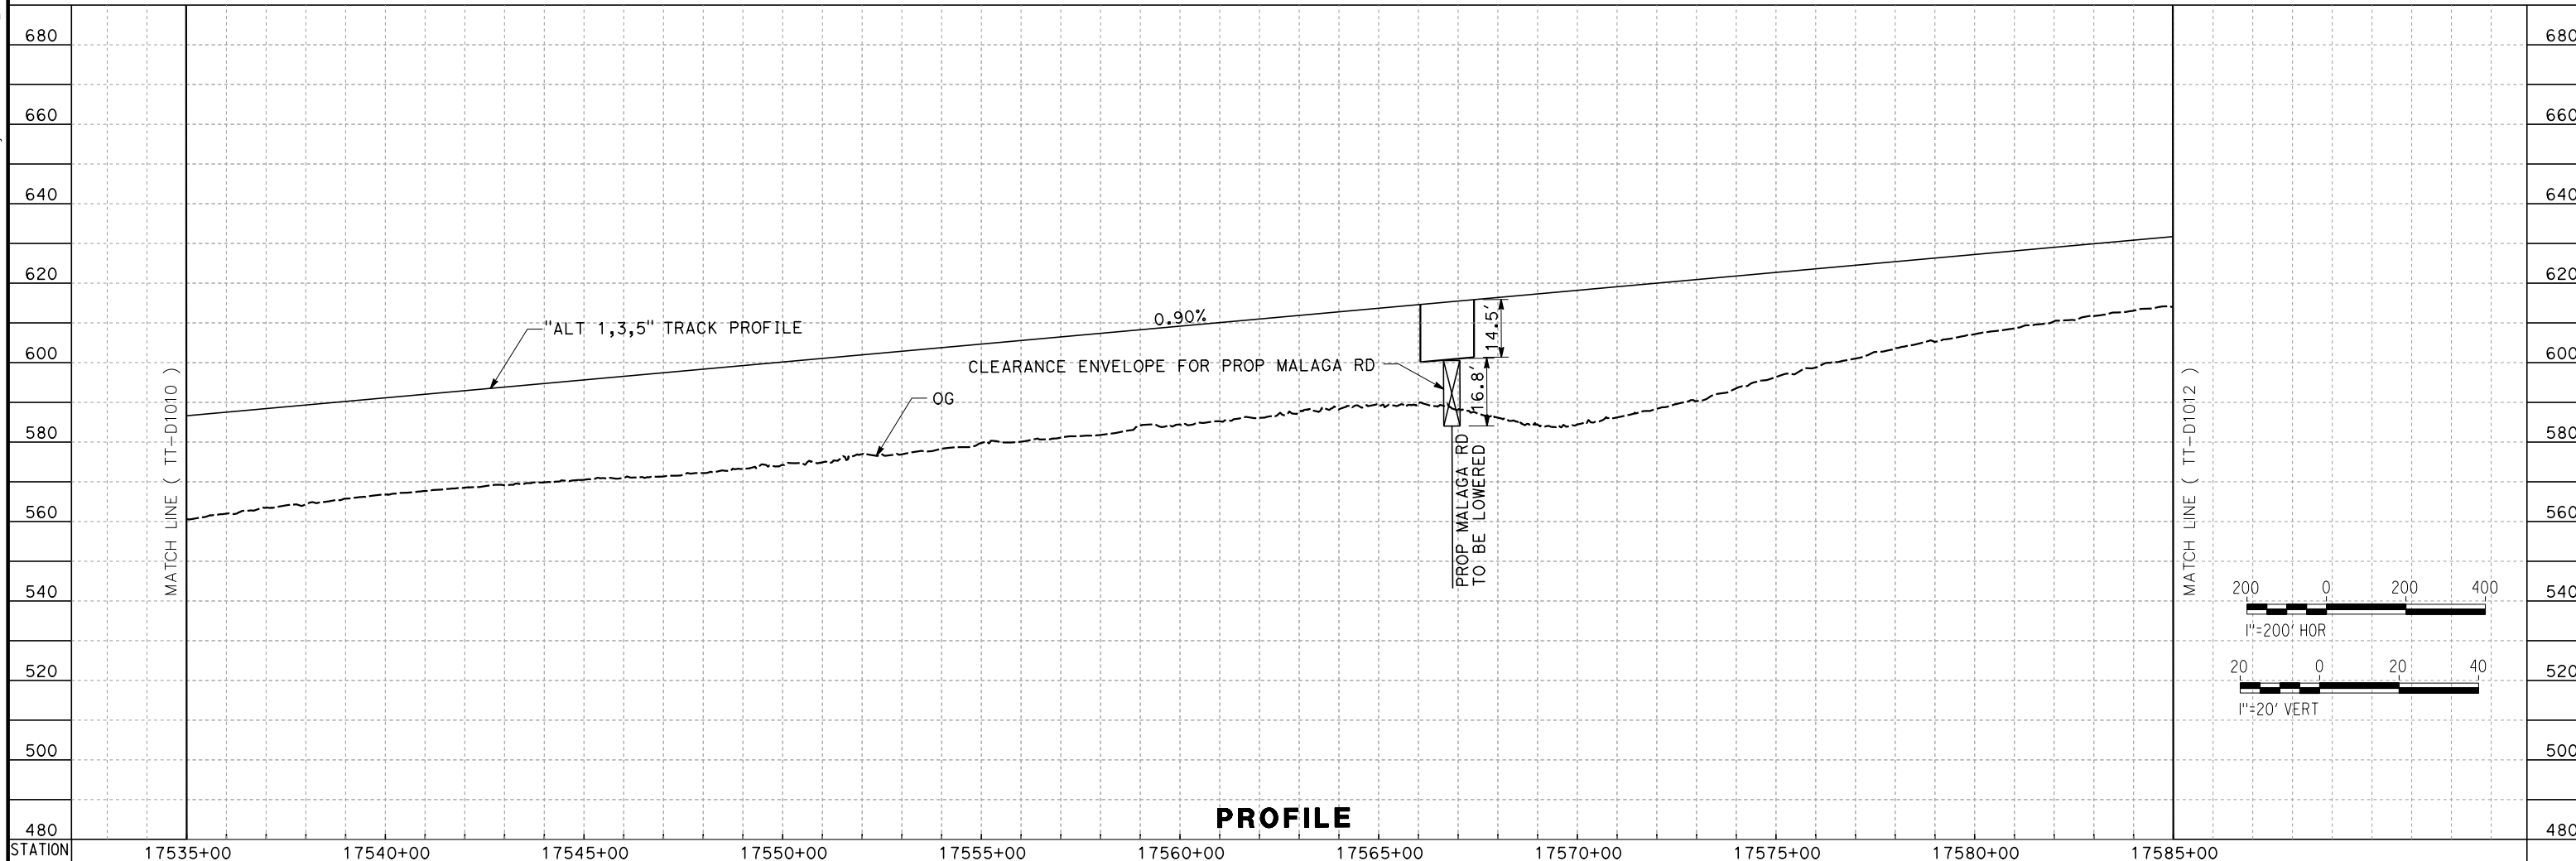 680 680
660 660
640 640
620 620
"ALT 1,3,5" TRACK PROFILE
0.90%
14.5'
600 600
CLEARANCE ENVELOPE FOR PROP MALAGA RD
16.8'
OG
580 580
PROP MALAGA RD
TO BE LOWERED
MATCH LINE ( TT-D1010 )
MATCH LINE ( TT-D1012 )
560 560
540 540
200 0 200 400
1"=200' HOR
520 520
20 0 20 40
1"=20' VERT
500 500
PROFILE
480 480
STATION 17535+00 17540+00 17545+00 17550+00 17555+00 17560+00 17565+00 17570+00 17575+00 17580+00 17585+00